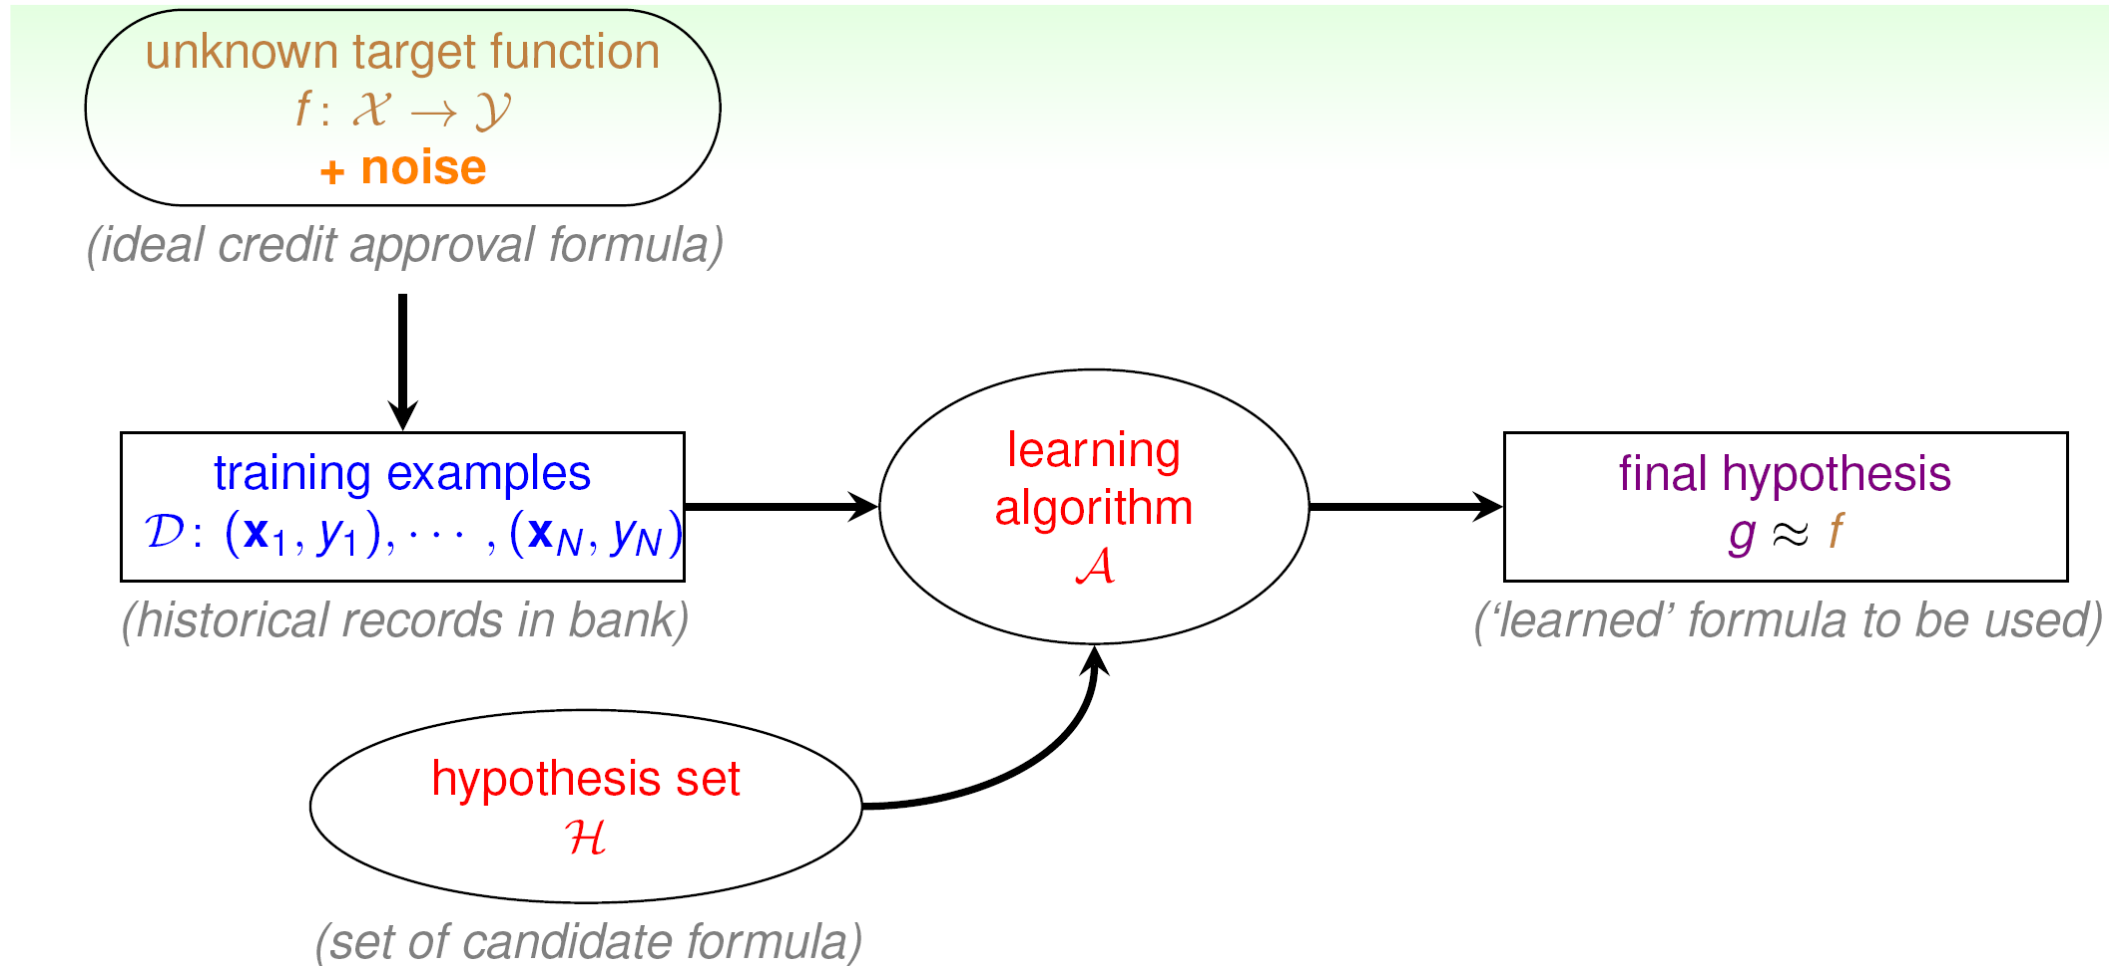 unknown target function
f: 𝒳 → 𝒴
+ noise
(ideal credit approval formula)
training examples
𝒟: (𝐱₁, y₁), ⋯ , (𝐱_N, y_N)
(historical records in bank)
learning
algorithm
𝒜
final hypothesis
g ≈ f
(‘learned’ formula to be used)
hypothesis set
ℋ
(set of candidate formula)